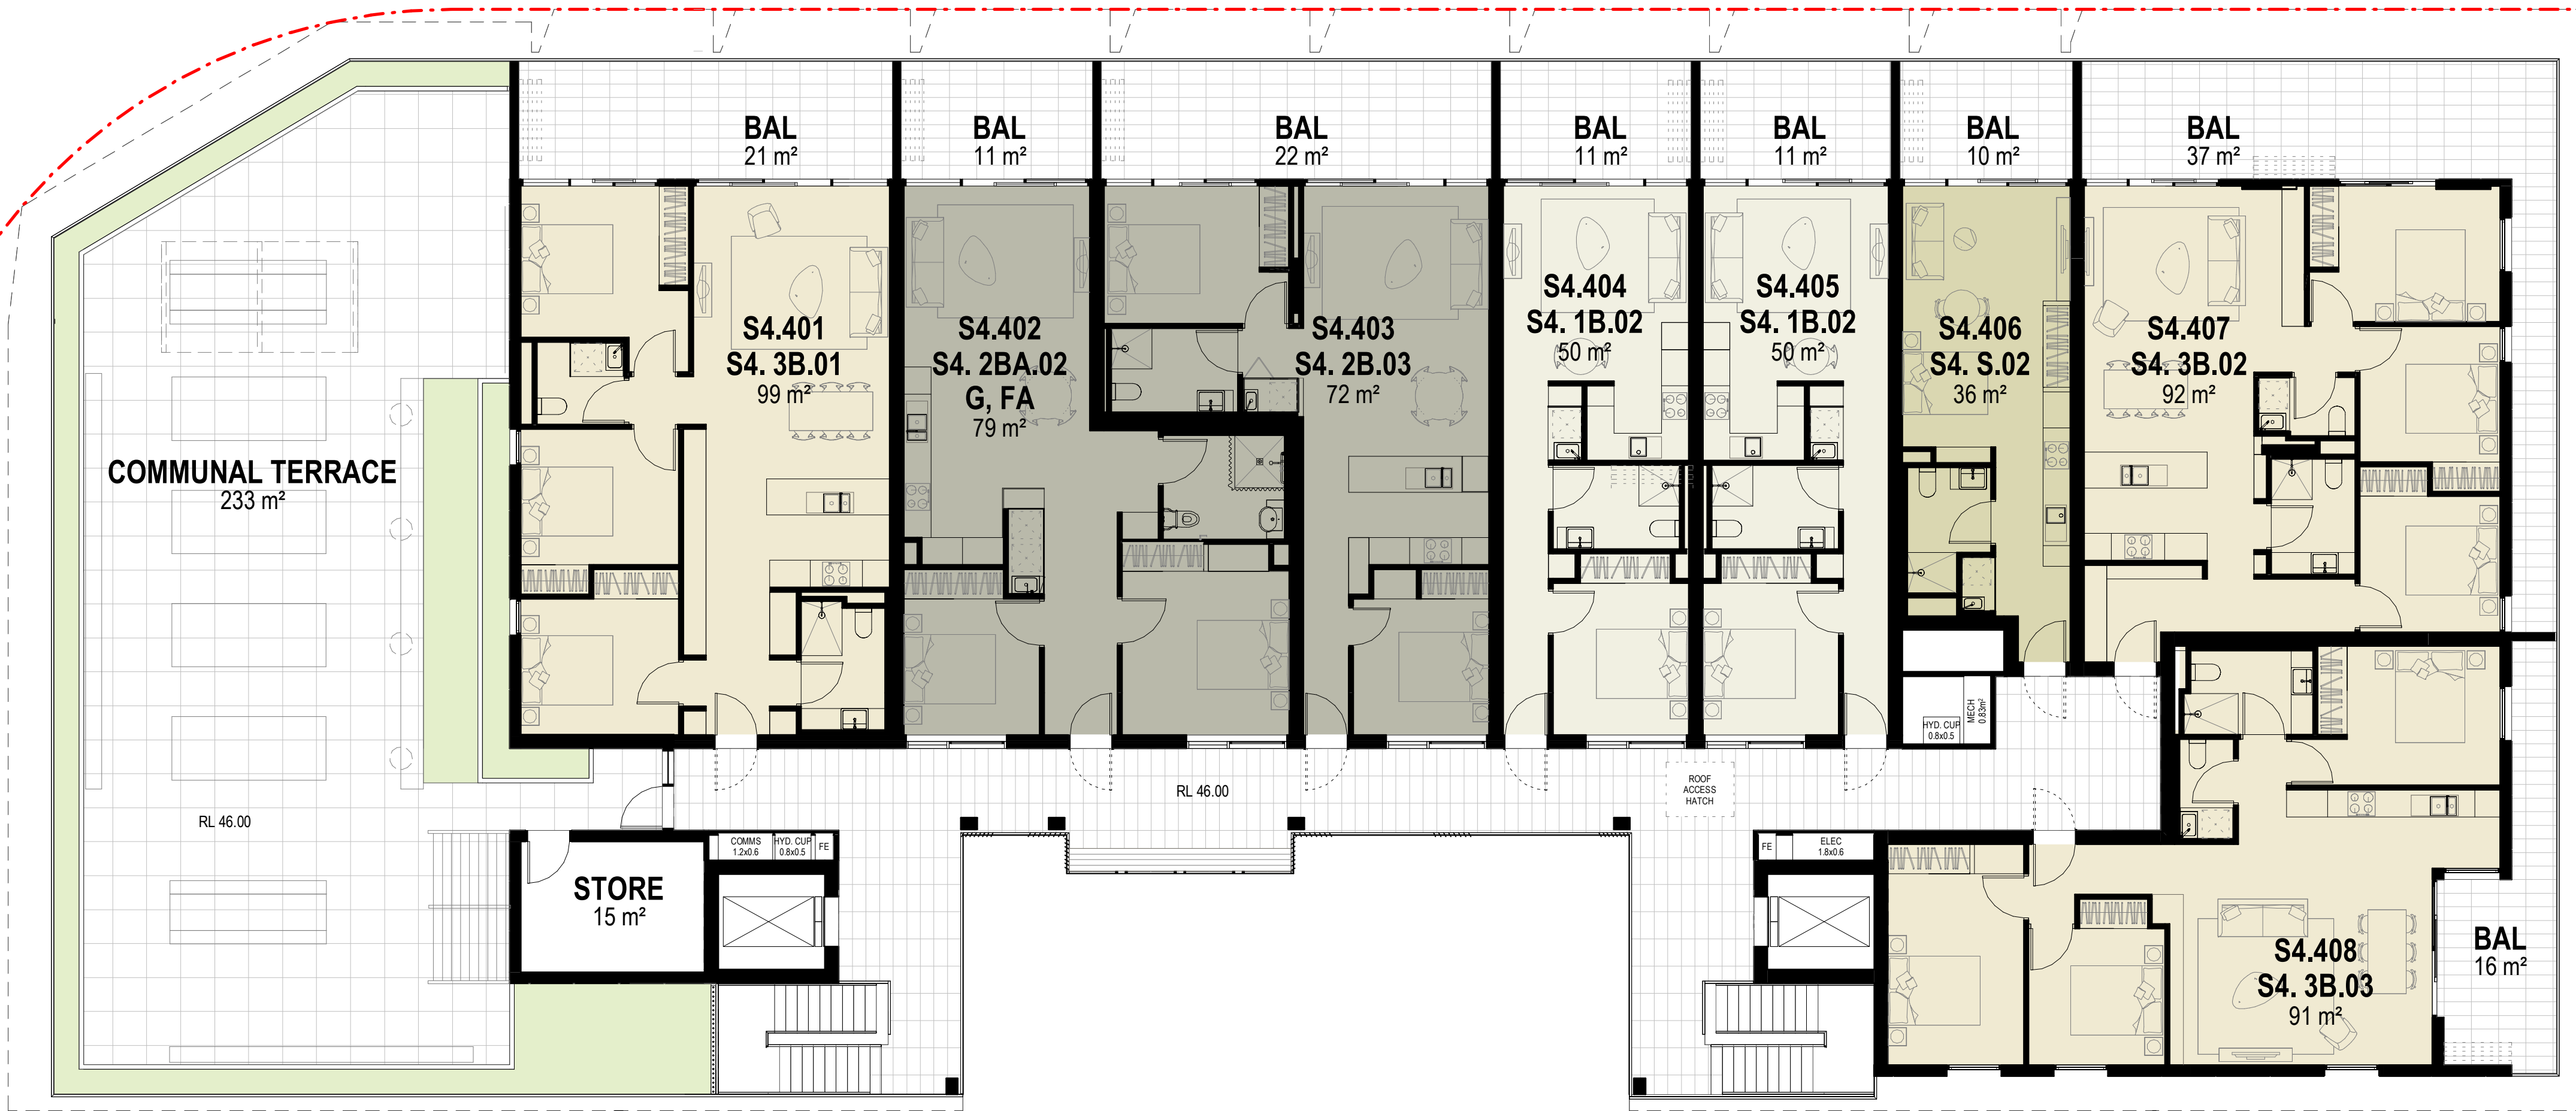 BAL
21 m²
BAL
11 m²
BAL
22 m²
BAL
11 m²
BAL
11 m²
BAL
10 m²
BAL
37 m²
S4.401
S4. 3B.01
99 m²
S4.402
S4. 2BA.02
G, FA
79 m²
S4.403
S4. 2B.03
72 m²
S4.404
S4. 1B.02
50 m²
S4.405
S4. 1B.02
50 m²
S4.406
S4. S.02
36 m²
S4.407
S4. 3B.02
92 m²
COMMUNAL TERRACE
233 m²
HYD. CUP
0.8x0.5
MECH
0.83m²
RL 46.00
RL 46.00
ROOF
ACCESS
HATCH
COMMS
1.2x0.6
HYD. CUP
0.8x0.5
FE
FE
ELEC
1.8x0.6
STORE
15 m²
S4.408
S4. 3B.03
91 m²
BAL
16 m²